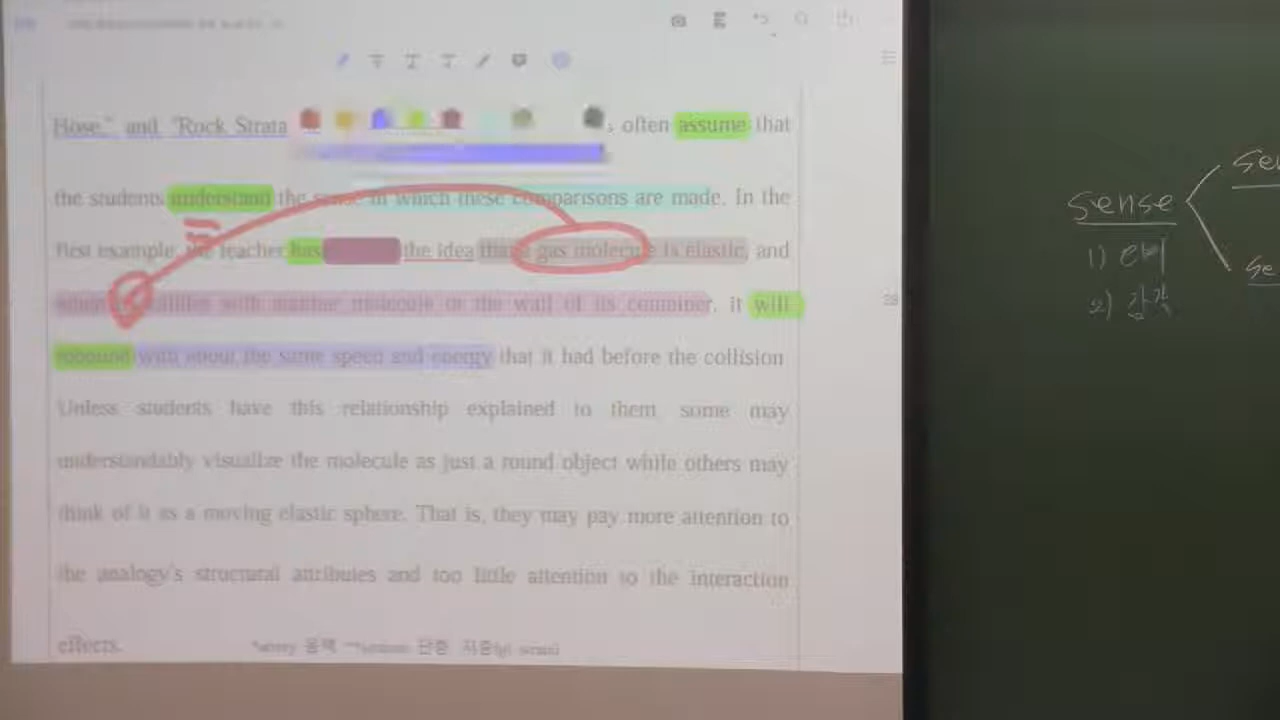 Hose," and "Rock Strata
, often assume that
the students understand the sense in which these comparisons are made. In the
first example, the teacher has the idea that a gas molecule is elastic, and
when it collides with another molecule or the wall of its container, it will
rebound with about the same speed and energy that it had before the collision
Unless students have this relationship explained to them, some may
understandably visualize the molecule as just a round object while others may
think of it as a moving elastic sphere. That is, they may pay more attention to
the analogy's structural attributes and too little attention to the interaction
effects.
동맥 단층 지층
sense
1)
2) 감각
se